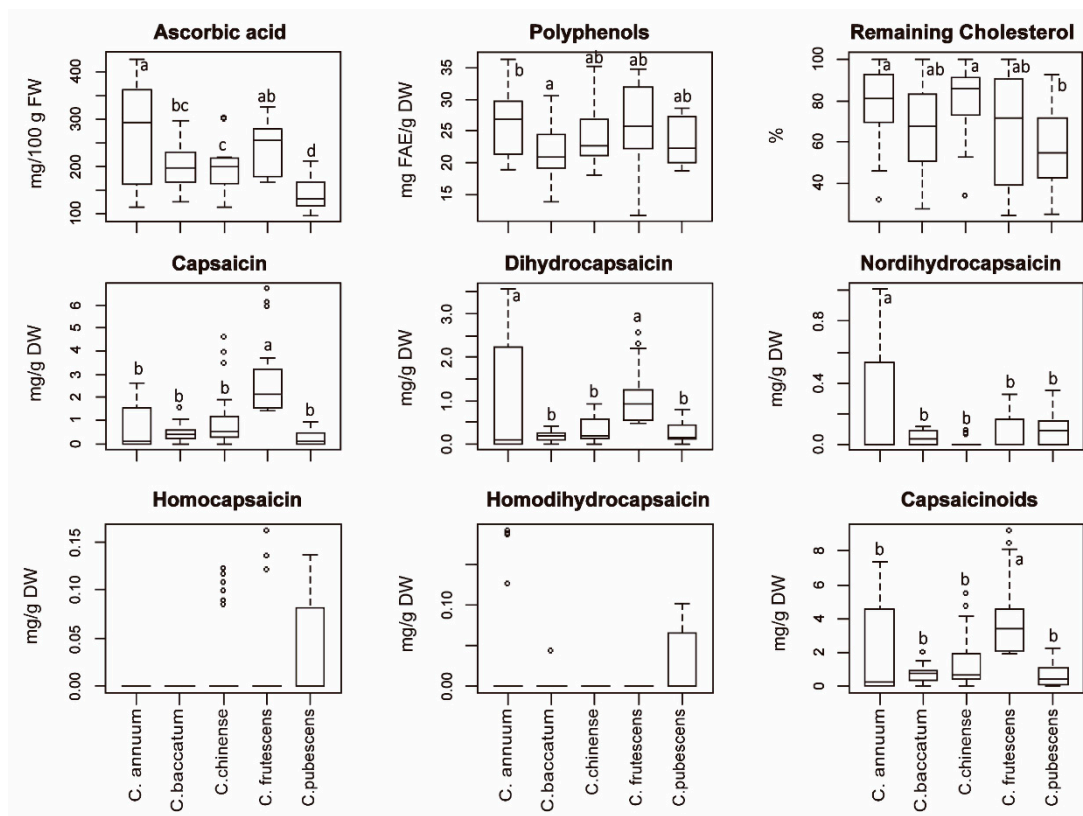 Ascorbic acid
mg/100 g FW
400
300
200
100
a
bc
c
ab
d
Polyphenols
mg FAE/g DW
35
30
25
20
15
b
a
ab
ab
ab
Remaining Cholesterol
%
100
80
60
40
a
ab
a
ab
b
Capsaicin
mg/g DW
6
5
4
3
2
1
0
b
b
b
a
b
Dihydrocapsaicin
mg/g DW
3.0
2.0
1.0
0.0
a
b
b
a
b
Nordihydrocapsaicin
mg/g DW
0.8
0.4
0.0
a
b
b
b
b
Homocapsaicin
mg/g DW
0.15
0.10
0.05
0.00
Homodihydrocapsaicin
mg/g DW
0.10
0.00
Capsaicinoids
mg/g DW
8
6
4
2
0
b
b
b
a
b
C. annuum
C.baccatum
C.chinense
C. frutescens
C.pubescens
C. annuum
C.baccatum
C.chinense
C. frutescens
C.pubescens
C. annuum
C.baccatum
C.chinense
C. frutescens
C.pubescens